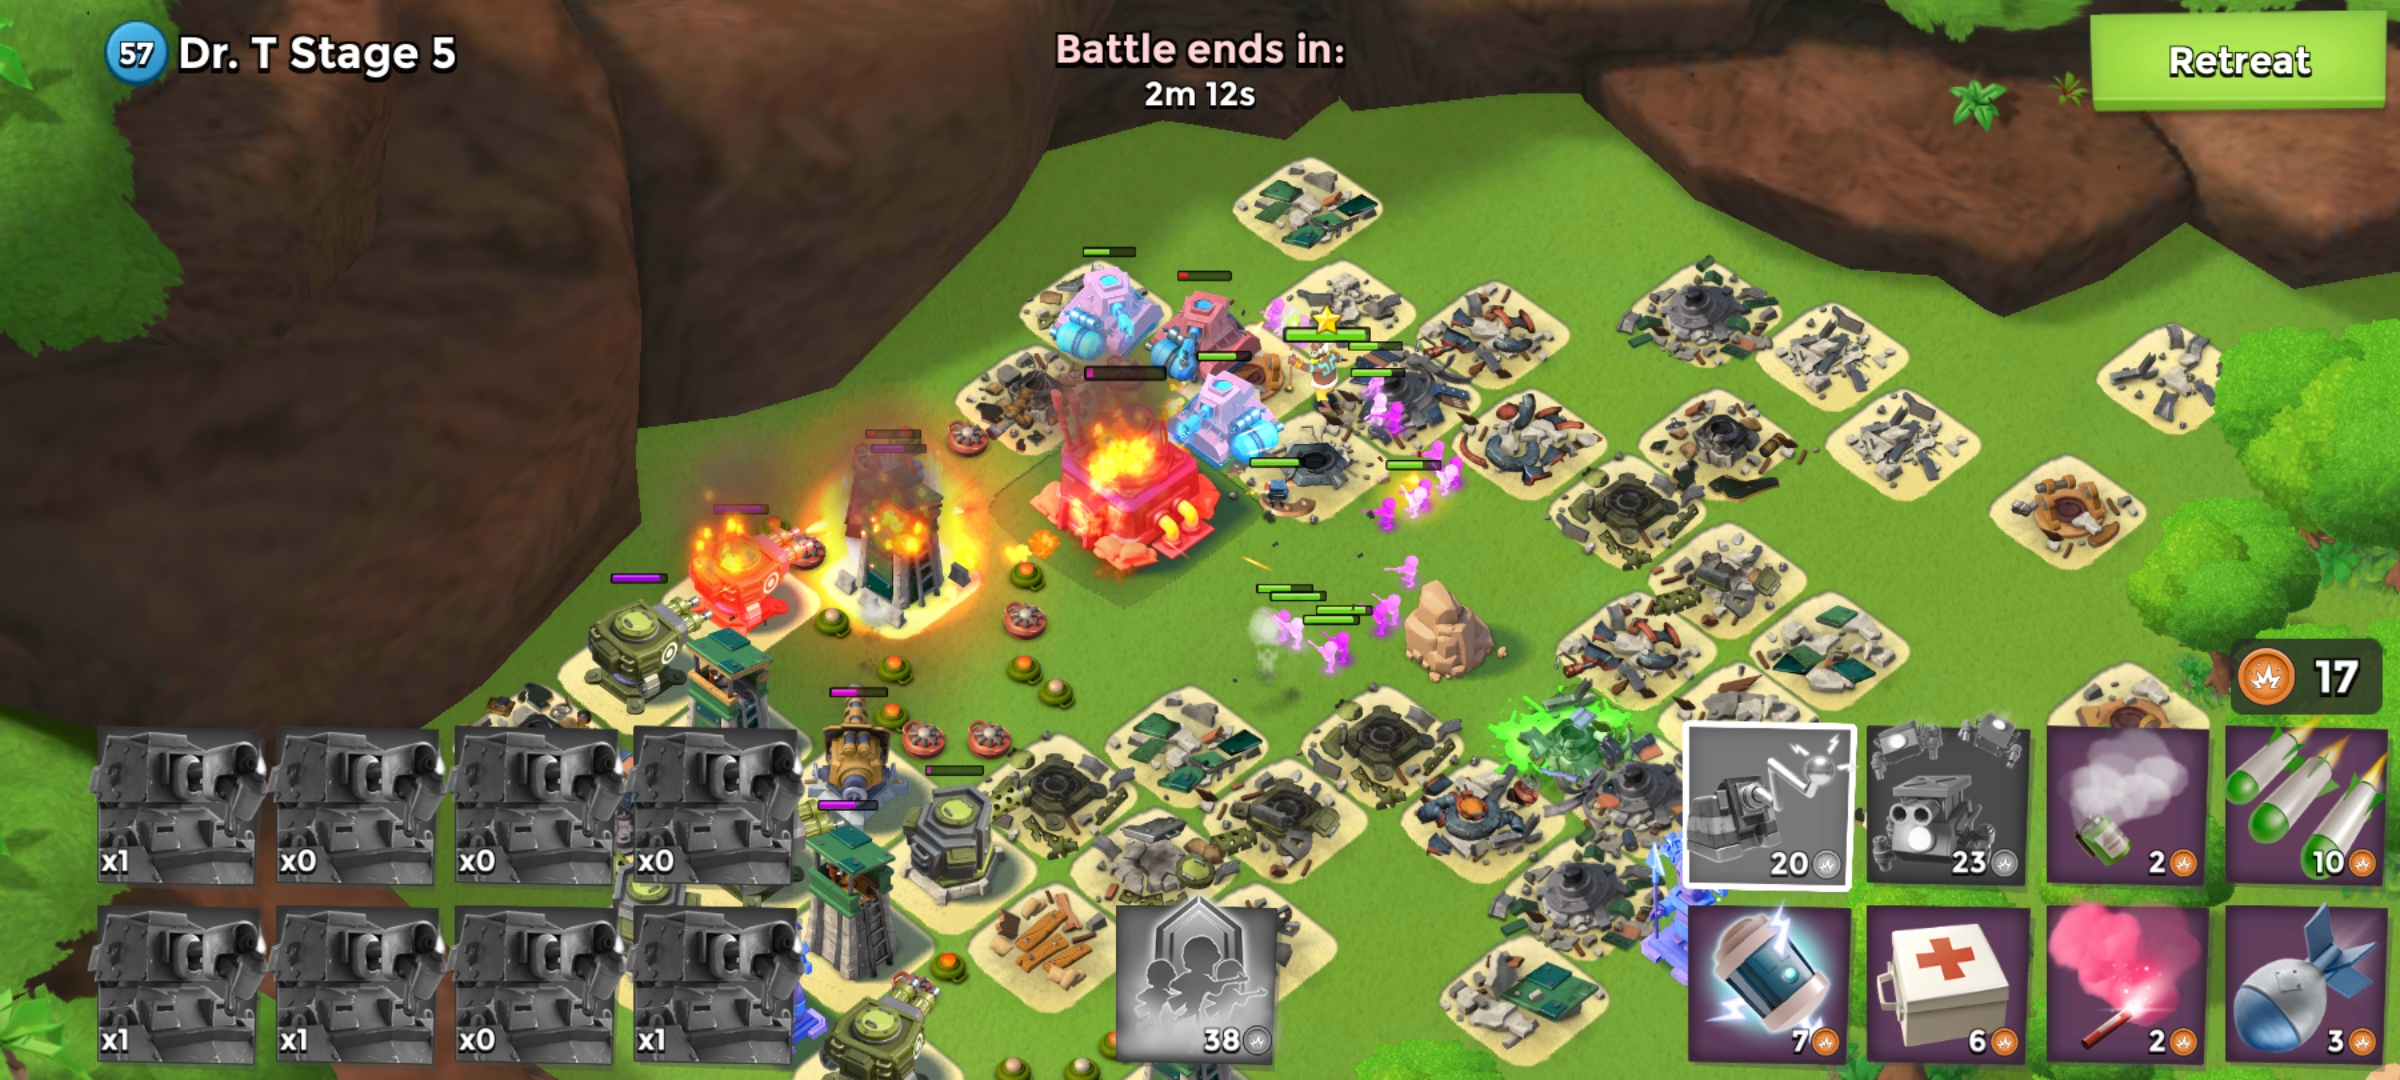 57 Dr. T Stage 5
Battle ends in:
2m 12s
Retreat
17
x1 x0 x0 x0
20 23 2 10
x1 x1 x0 x1
38
7 6 2 3